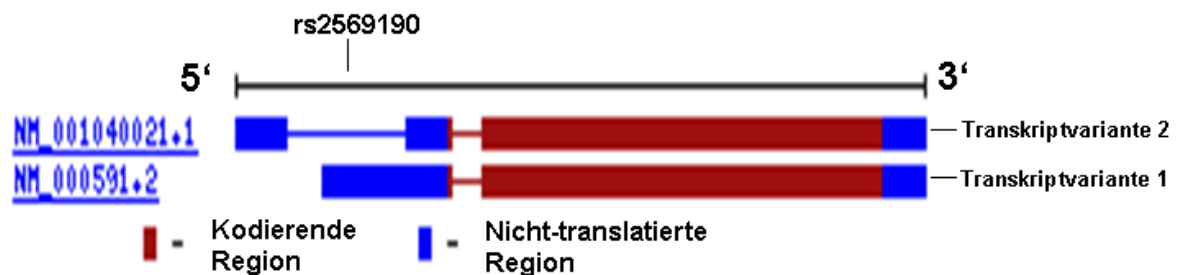 rs2569190
5‘ 3‘
NM_001040021.1 Transkriptvariante 2
NM_000591.2 Transkriptvariante 1
- Kodierende Region
- Nicht-translatierte Region